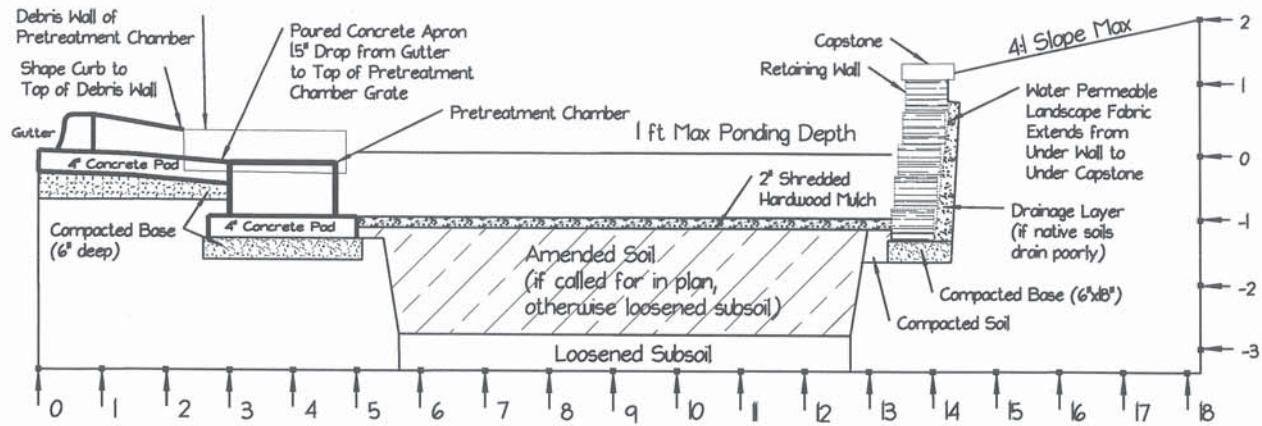 Debris Wall of
Pretreatment Chamber
Shape Curb to
Top of Debris Wall
Poured Concrete Apron
1.5" Drop from Gutter
to Top of Pretreatment
Chamber Grate
Pretreatment Chamber
Capstone
Retaining Wall
4:1 Slope Max
Water Permeable
Landscape Fabric
Extends from
Under Wall to
Under Capstone
Gutter
4" Concrete Pad
1 ft Max Ponding Depth
2" Shredded
Hardwood Mulch
Compacted Base
(6" deep)
4" Concrete Pad
Amended Soil
(if called for in plan,
otherwise loosened subsoil)
Drainage Layer
(if native soils
drain poorly)
Compacted Base (6"x18")
Compacted Soil
Loosened Subsoil
2
1
0
-1
-2
-3
0 1 2 3 4 5 6 7 8 9 10 11 12 13 14 15 16 17 18